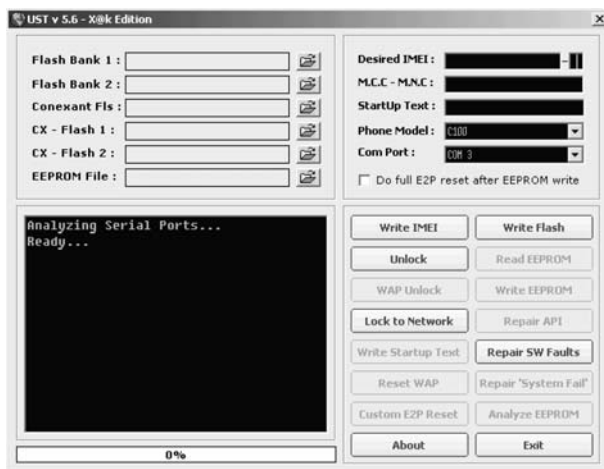 UST v 5.6 - X@k Edition
Flash Bank 1 :
Flash Bank 2 :
Conexant Fls :
CX - Flash 1 :
CX - Flash 2 :
EEPROM File :
Desired IMEI :
-
M.C.C - M.N.C :
StartUp Text :
Phone Model : C100
Com Port : COM 3
Do full E2P reset after EEPROM write
Analyzing Serial Ports...
Ready...
0%
Write IMEI
Write Flash
Unlock
Read EEPROM
WAP Unlock
Write EEPROM
Lock to Network
Repair API
Write Startup Text
Repair SW Faults
Reset WAP
Repair 'System Fail'
Custom E2P Reset
Analyze EEPROM
About
Exit